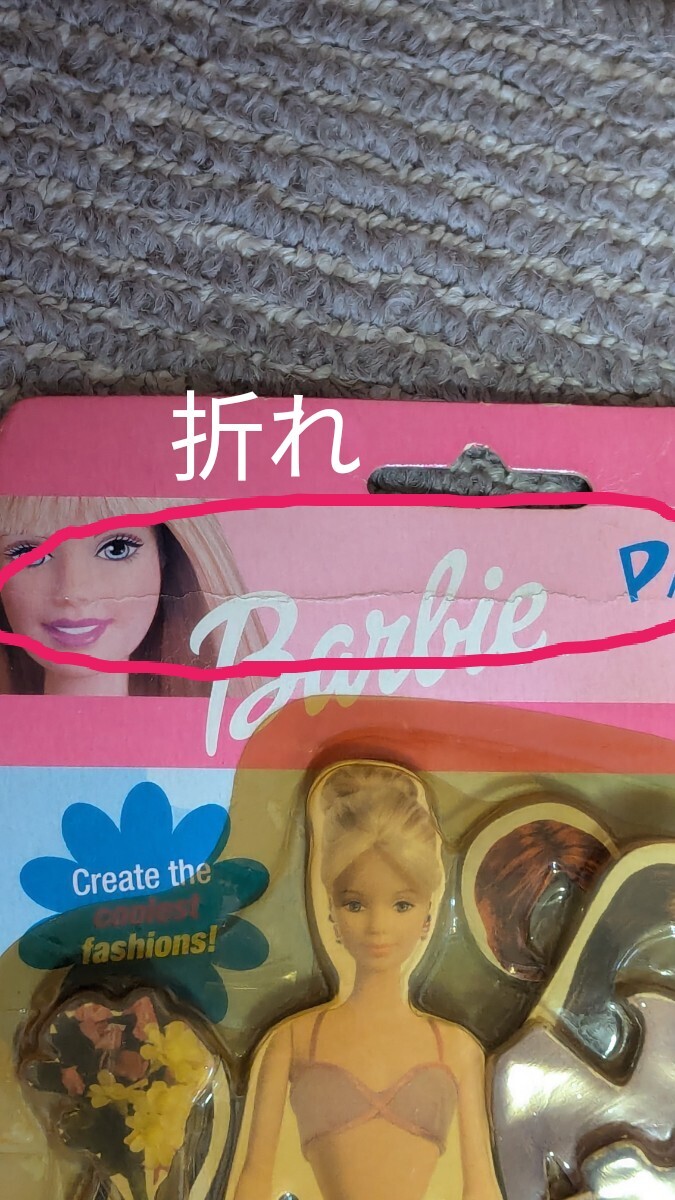 折れ
Barbie
Create the
coolest
fashions!